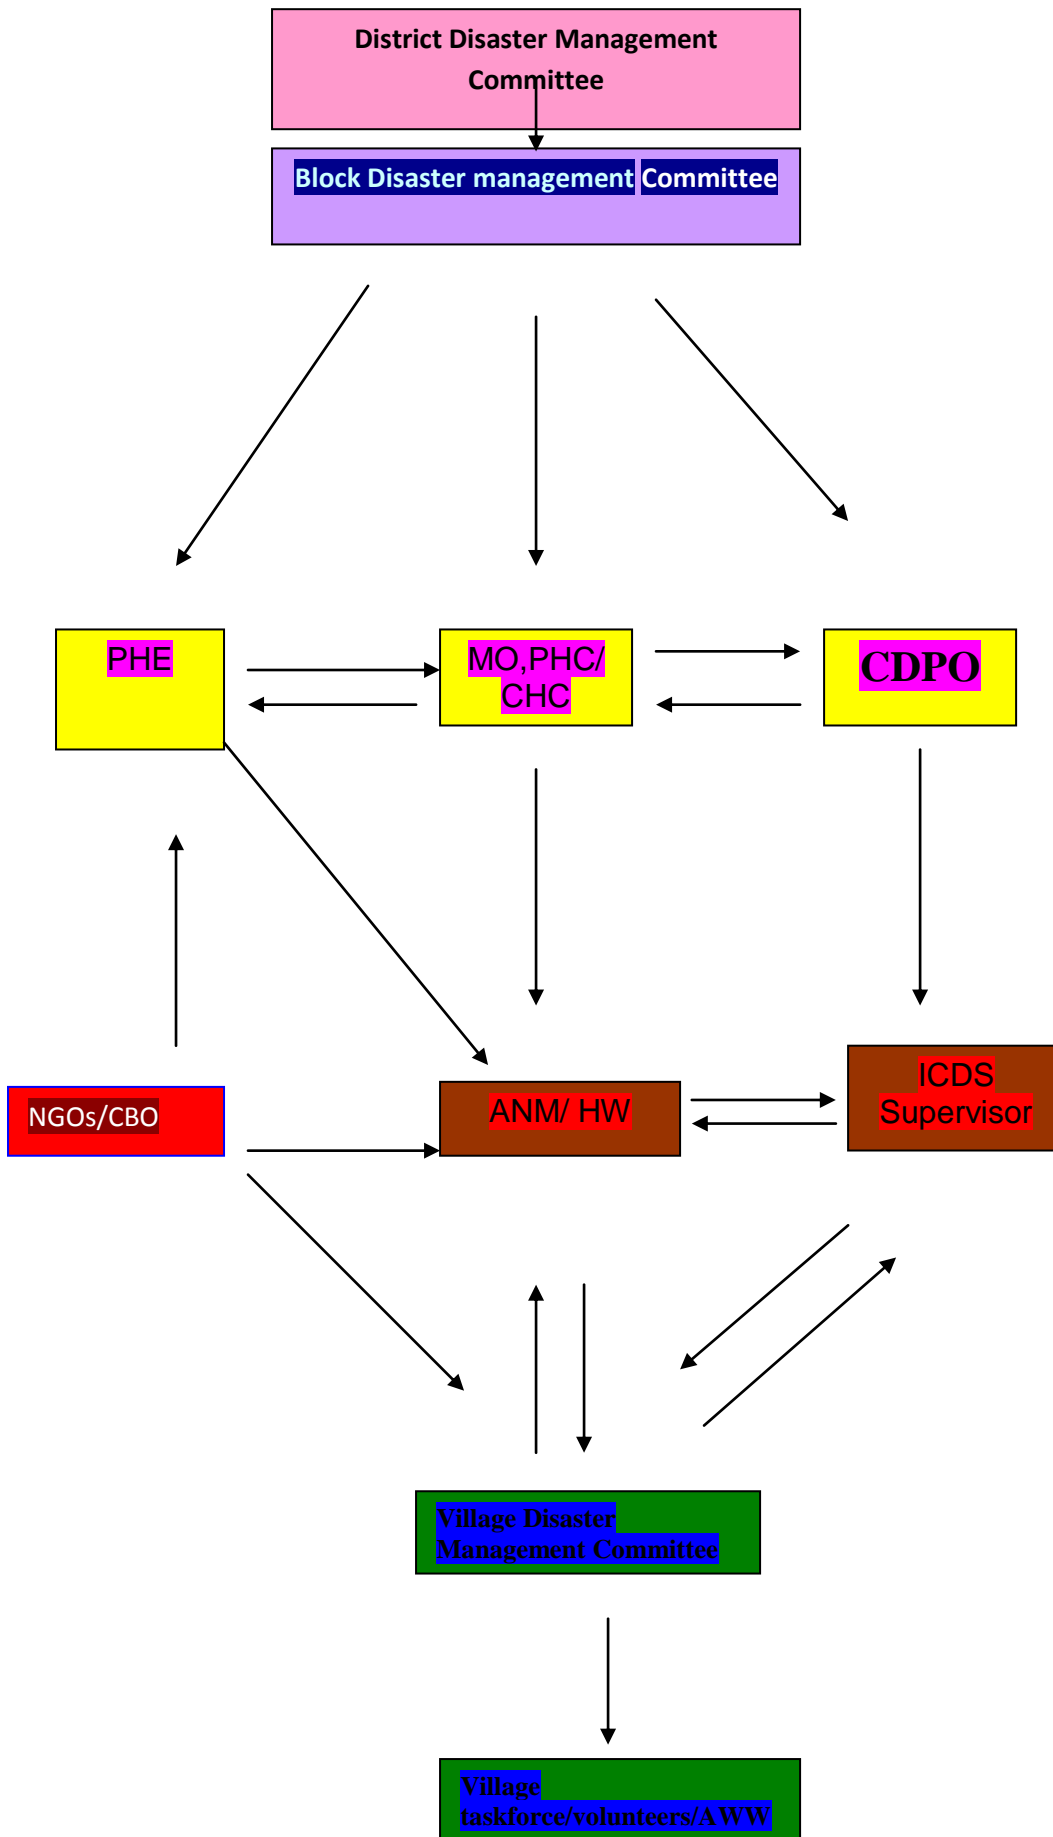 District Disaster Management
Committee
Block Disaster management Committee
PHE
MO,PHC/
CHC
CDPO
NGOs/CBO
ANM/ HW
ICDS
Supervisor
Village Disaster
Management Committee
Village
taskforce/volunteers/AWW